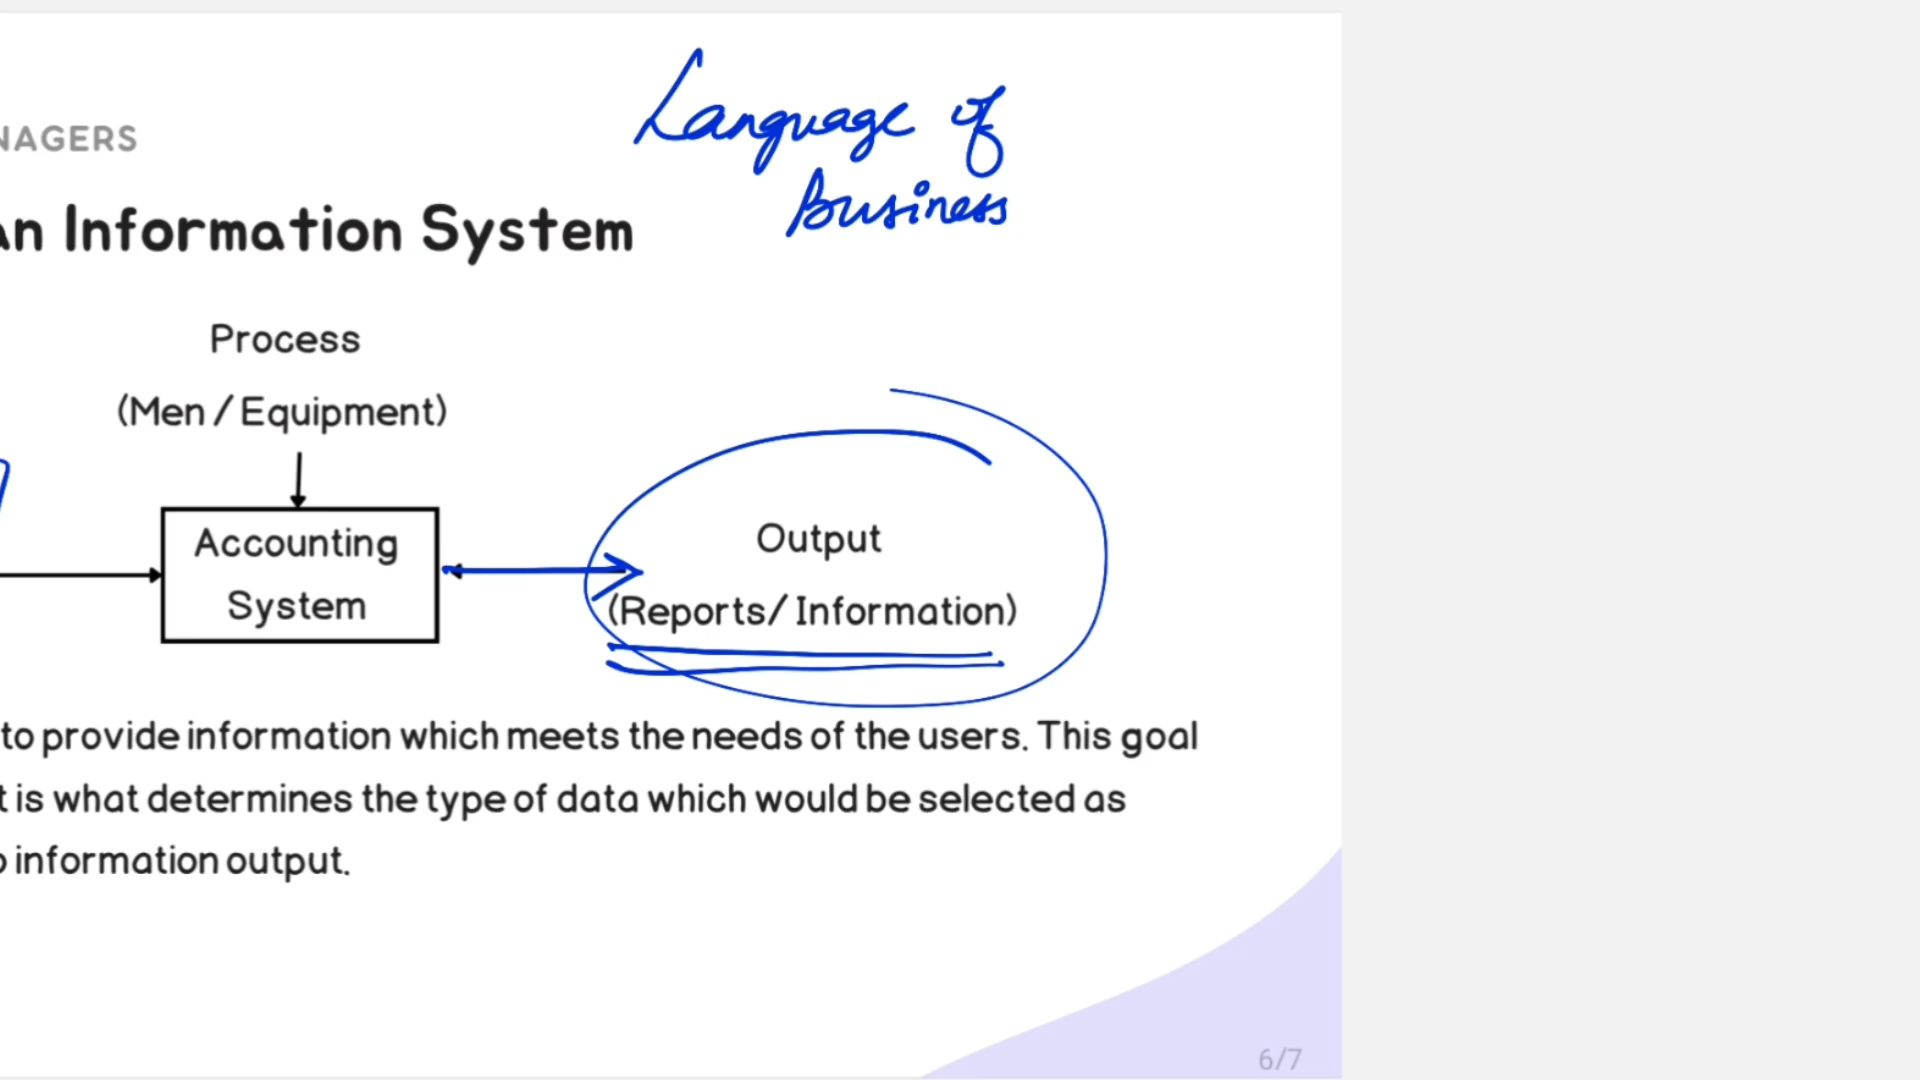 Language of
Business
NAGERS
an Information System
Process
(Men / Equipment)
Accounting
System
Output
(Reports/ Information)
to provide information which meets the needs of the users. This goal
t is what determines the type of data which would be selected as
o information output.
6/7